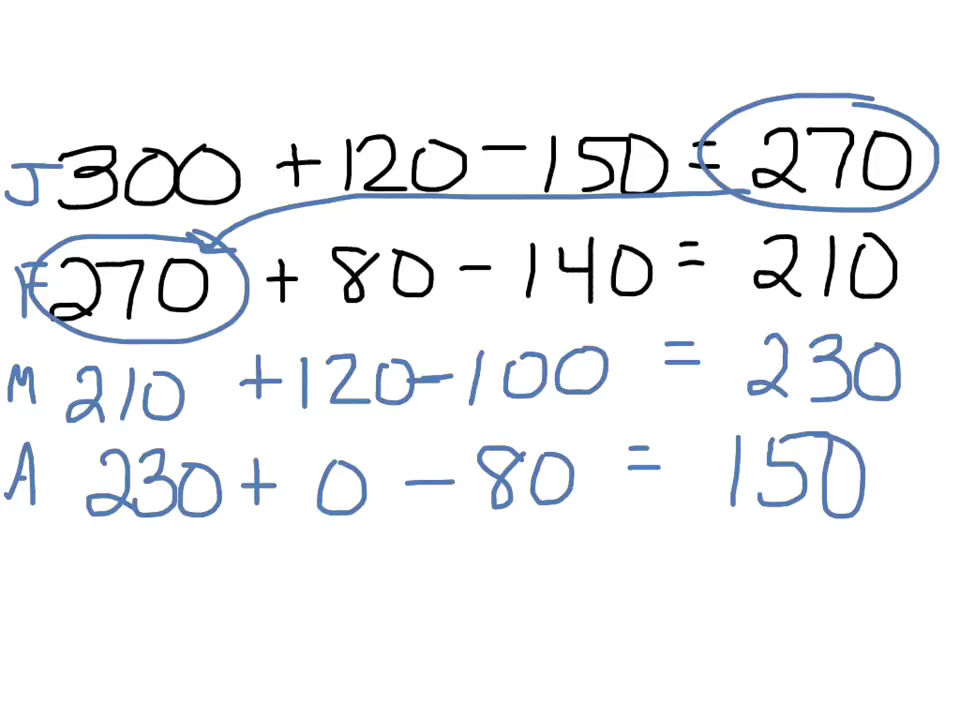 J 300 + 120 - 150 = 270
F 270 + 80 - 140 = 210
M 210 + 120 - 100 = 230
A 230 + 0 - 80 = 150